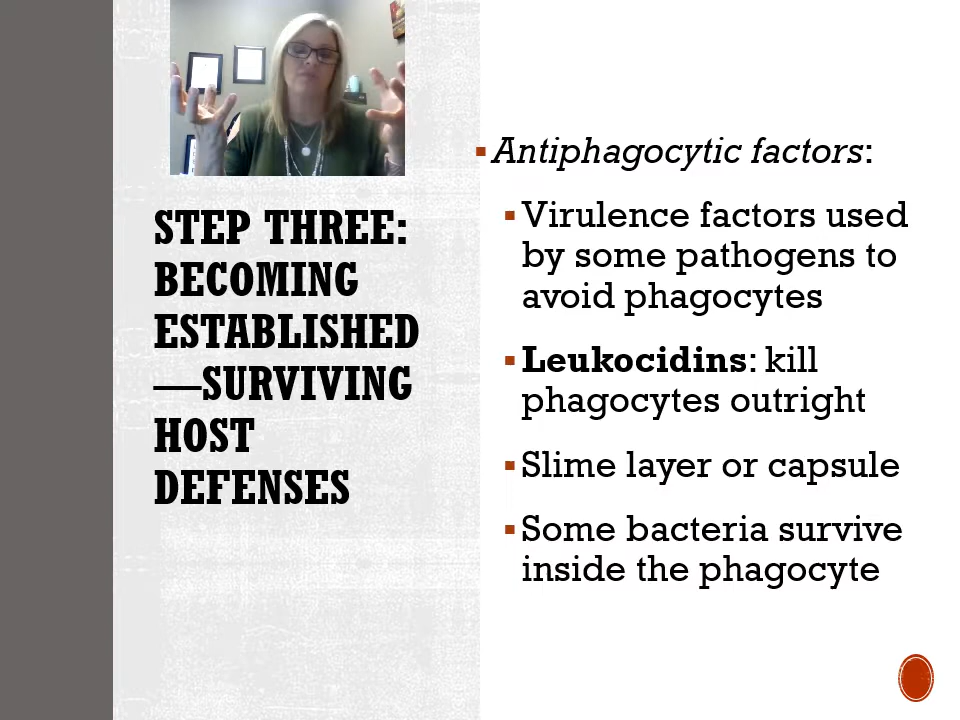 STEP THREE:
BECOMING
ESTABLISHED
—SURVIVING
HOST
DEFENSES
Antiphagocytic factors:
Virulence factors used
by some pathogens to
avoid phagocytes
Leukocidins: kill
phagocytes outright
Slime layer or capsule
Some bacteria survive
inside the phagocyte